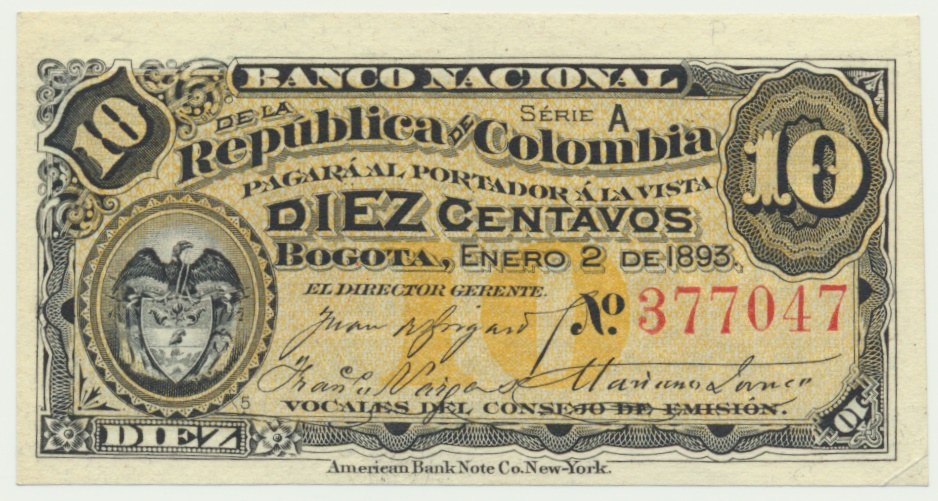 10
BANCO NACIONAL
DE LA
SÉRIE A
República DE Colombia
10
PAGARÁ AL PORTADOR Á LA VISTA
DIEZ CENTAVOS
BOGOTA, ENERO 2 DE 1893.
10
EL DIRECTOR GERENTE.
No. 377047
VOCALES DEL CONSEJO DE EMISIÓN.
5
10
DIEZ
American Bank Note Co. New-York.